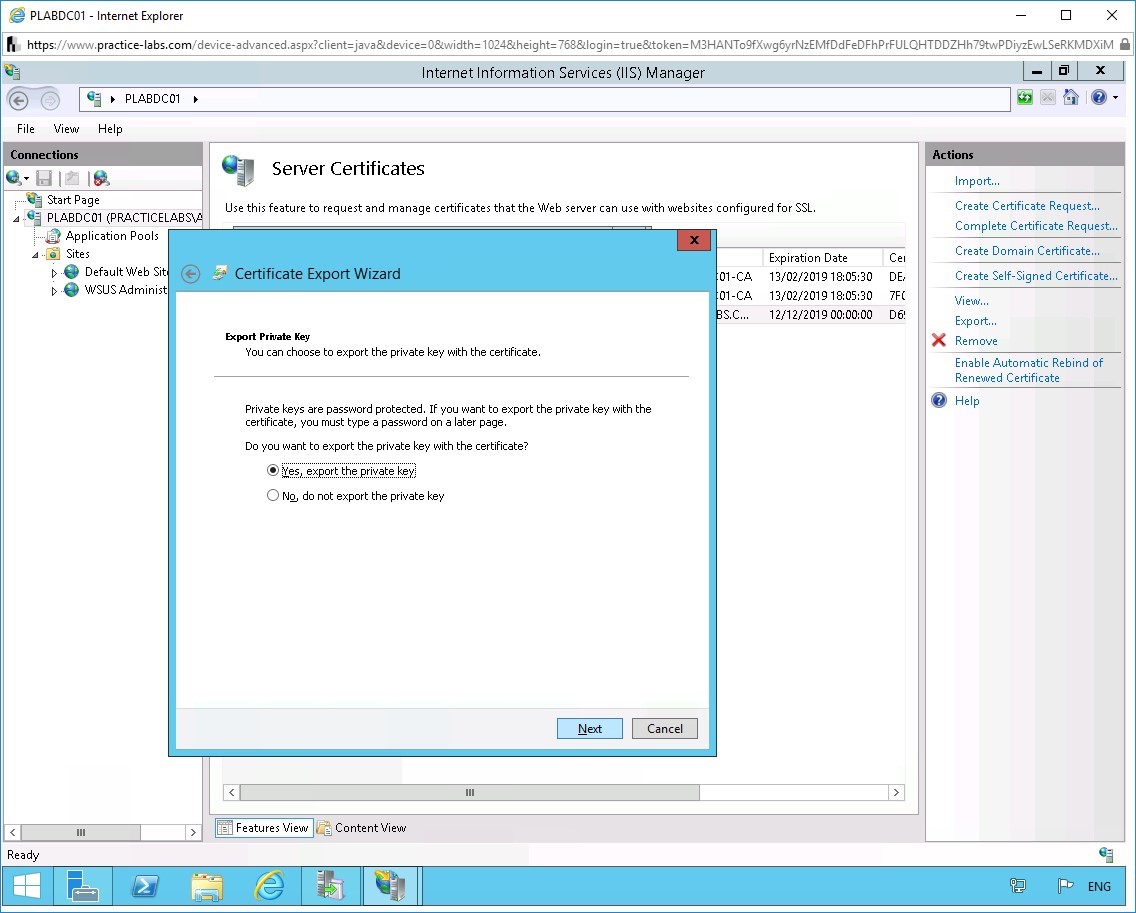 PLABDC01 - Internet Explorer
https://www.practice-labs.com/device-advanced.aspx?client=java&device=0&width=1024&height=768&login=true&token=M3HANTo9fXwg6yrNzEMfDdFeDFhPrFULQHTDDZHh79twPDiyzEwLSeRKMDXiM
Internet Information Services (IIS) Manager
PLABDC01
File View Help
Connections
Start Page
PLABDC01 (PRACTICELABS\A
Application Pools
Sites
Default Web Site
WSUS Administ
Server Certificates
Use this feature to request and manage certificates that the Web server can use with websites configured for SSL.
Expiration Date Cer
C01-CA 13/02/2019 18:05:30 DEA
C01-CA 13/02/2019 18:05:30 7F0
BS.C... 12/12/2019 00:00:00 D69
Certificate Export Wizard
Export Private Key
You can choose to export the private key with the certificate.
Private keys are password protected. If you want to export the private key with the
certificate, you must type a password on a later page.
Do you want to export the private key with the certificate?
Yes, export the private key
No, do not export the private key
Next Cancel
Features View Content View
Actions
Import...
Create Certificate Request...
Complete Certificate Request...
Create Domain Certificate...
Create Self-Signed Certificate...
View...
Export...
Remove
Enable Automatic Rebind of
Renewed Certificate
Help
Ready
ENG